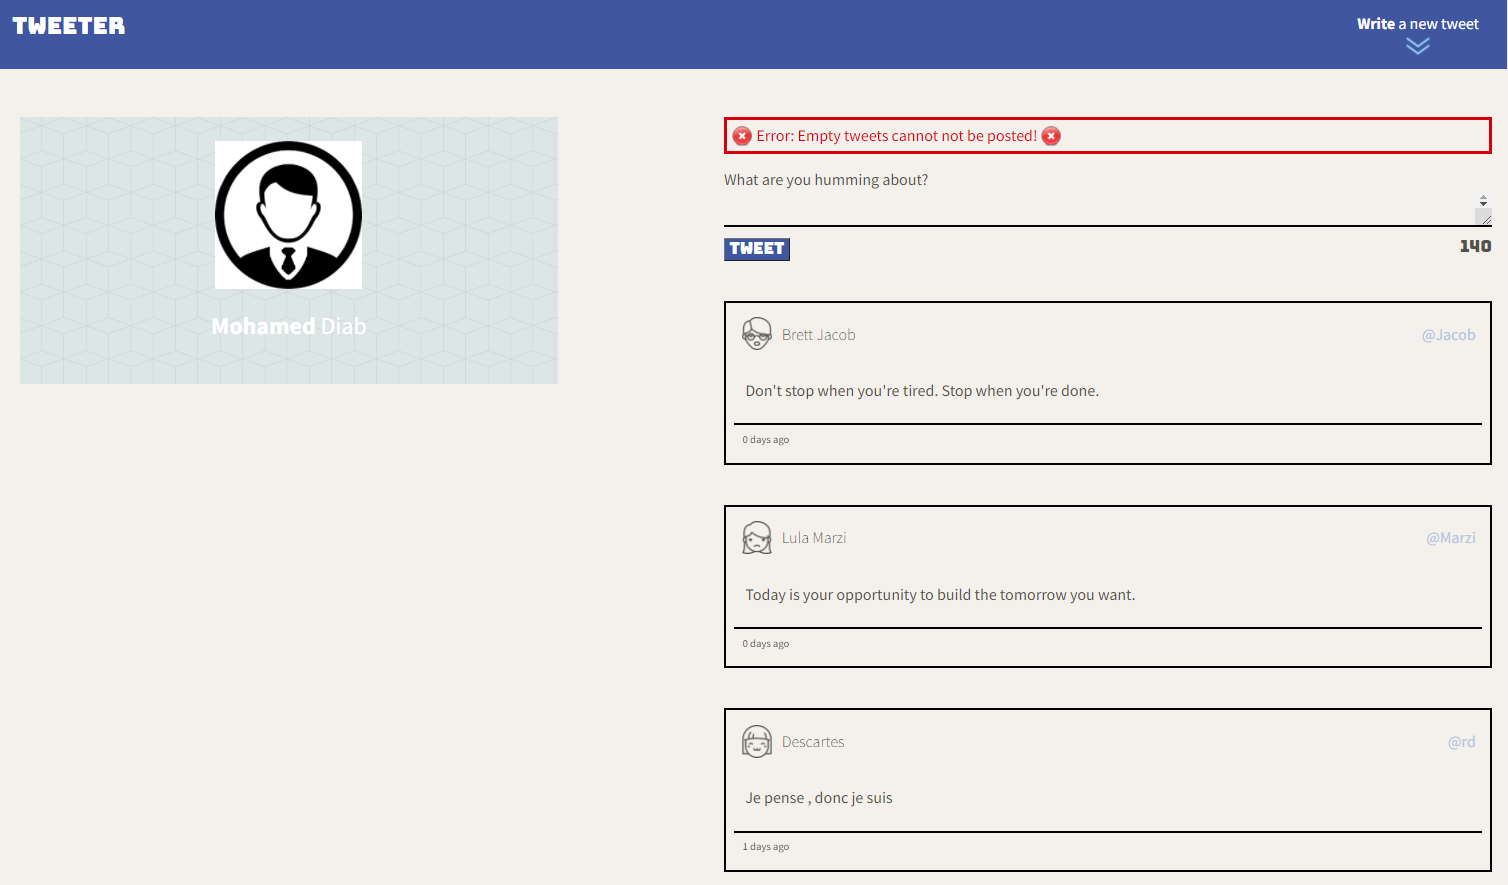 TWEETER
Write a new tweet
Mohamed Diab
Error: Empty tweets cannot not be posted!
What are you humming about?
TWEET
140
Brett Jacob
@Jacob
Don't stop when you're tired. Stop when you're done.
0 days ago
Lula Marzi
@Marzi
Today is your opportunity to build the tomorrow you want.
0 days ago
Descartes
@rd
Je pense , donc je suis
1 days ago